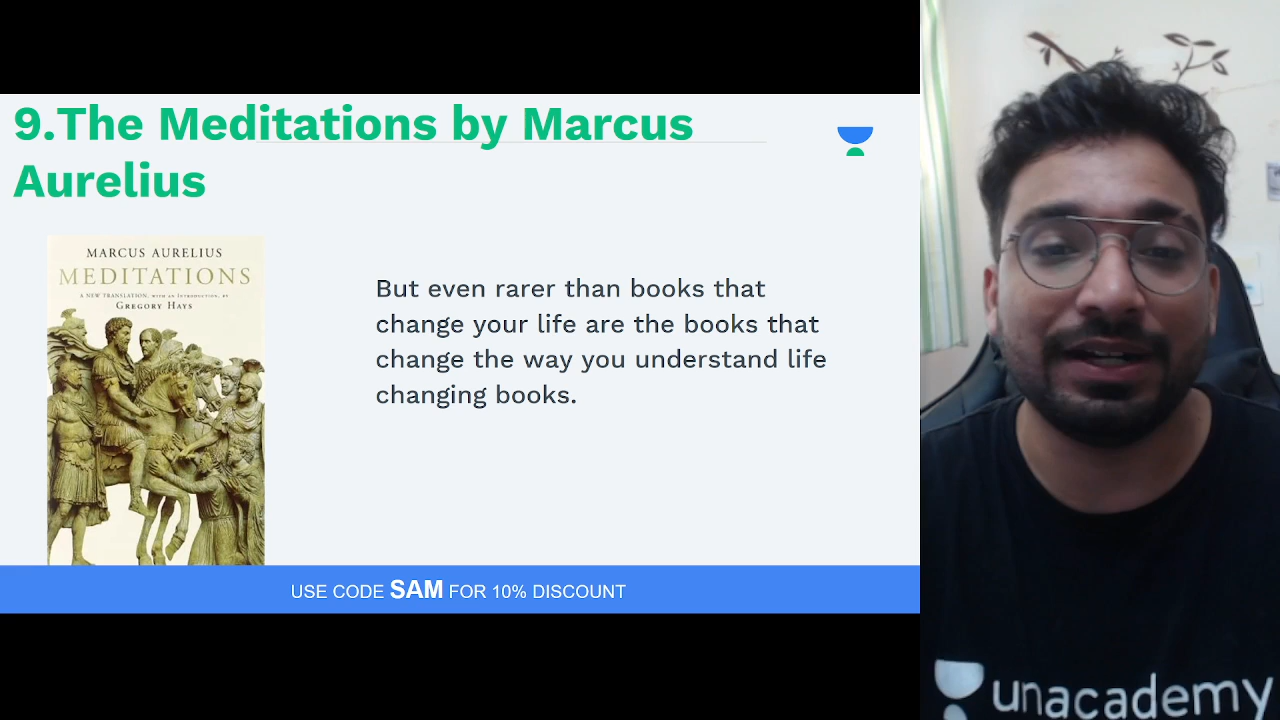 9.The Meditations by Marcus
Aurelius
MARCUS AURELIUS
MEDITATIONS
A NEW TRANSLATION, WITH AN INTRODUCTION, BY
GREGORY HAYS
But even rarer than books that
change your life are the books that
change the way you understand life
changing books.
USE CODE SAM FOR 10% DISCOUNT
unacademy